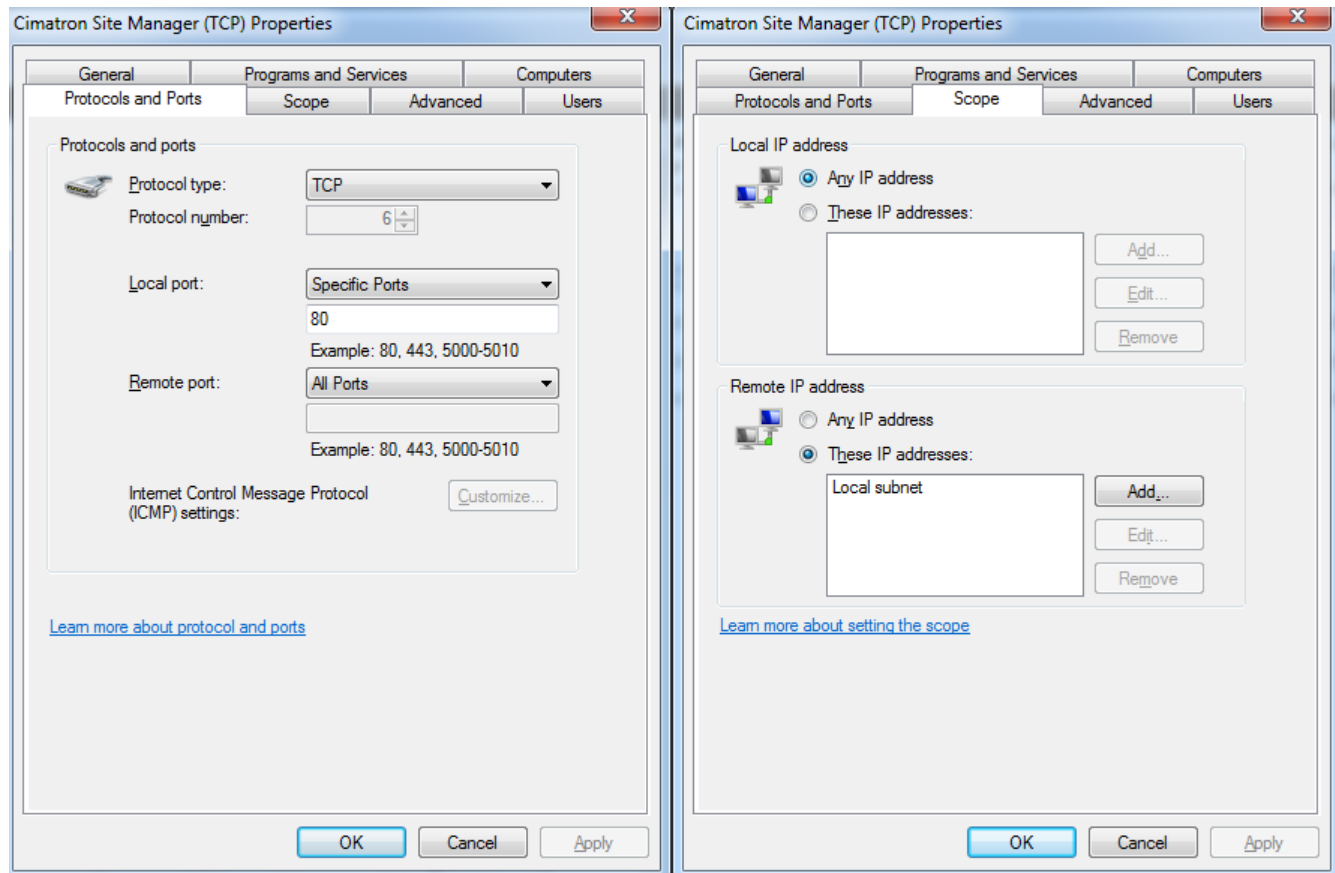 Cimatron Site Manager (TCP) Properties
General
Programs and Services
Computers
Protocols and Ports
Scope
Advanced
Users
Protocols and ports
Protocol type:
TCP
Protocol number:
6
Local port:
Specific Ports
80
Example: 80, 443, 5000-5010
Remote port:
All Ports
Example: 80, 443, 5000-5010
Internet Control Message Protocol
(ICMP) settings:
Customize...
Learn more about protocol and ports
OK
Cancel
Apply
Cimatron Site Manager (TCP) Properties
General
Programs and Services
Computers
Protocols and Ports
Scope
Advanced
Users
Local IP address
Any IP address
These IP addresses:
Add...
Edit...
Remove
Remote IP address
Any IP address
These IP addresses:
Local subnet
Add...
Edit...
Remove
Learn more about setting the scope
OK
Cancel
Apply